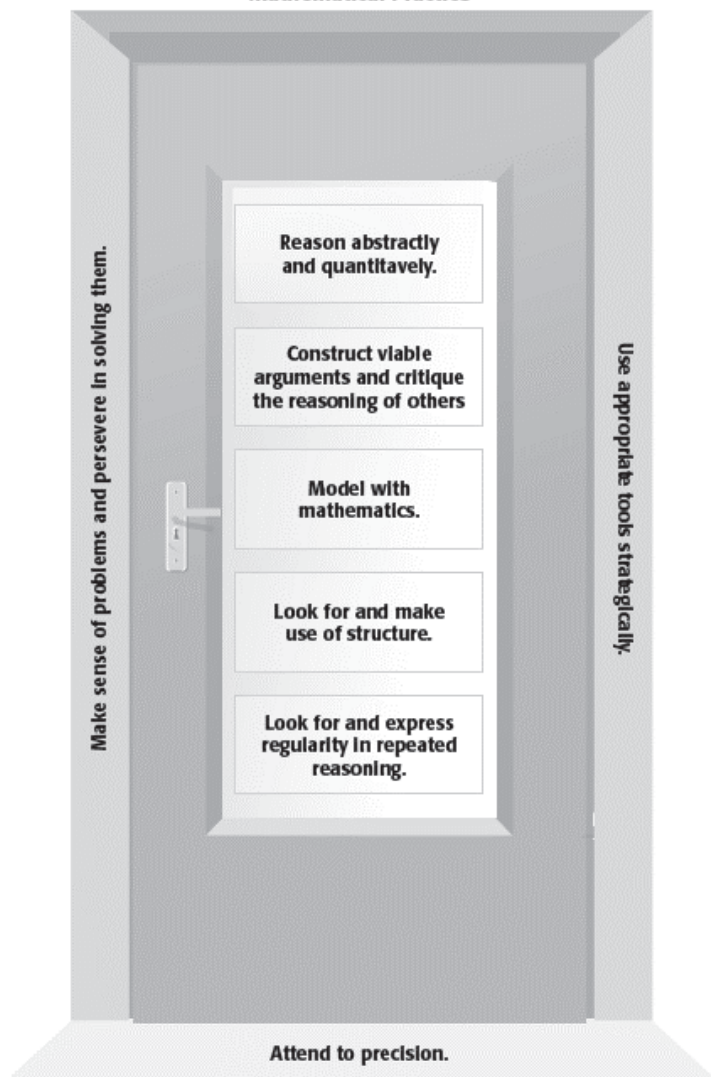 Reason abstractly
and quantitavely.
Construct viable
arguments and critique
the reasoning of others
Model with
mathematics.
Look for and make
use of structure.
Look for and express
regularity in repeated
reasoning.
Make sense of problems and persevere in solving them.
Use appropriate tools strategically.
Attend to precision.